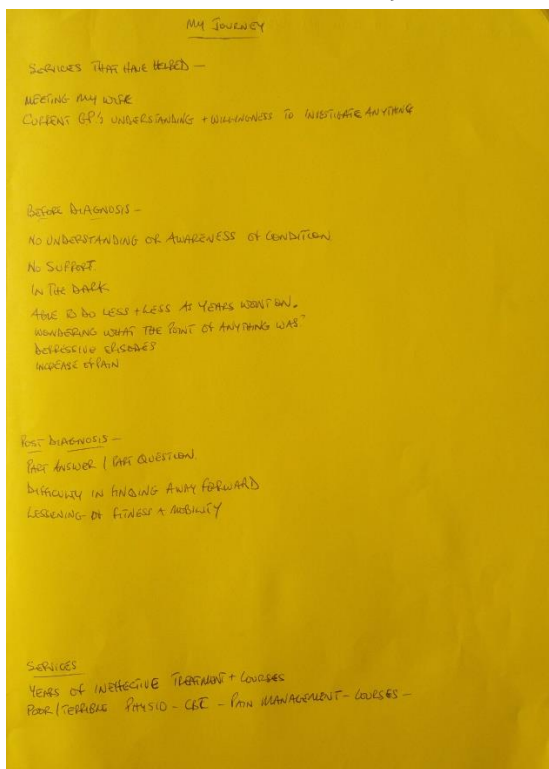 MY JOURNEY
SERVICES THAT HAVE HELPED —
MEETING MY WIFE
CURRENT GP'S UNDERSTANDING + WILLINGNESS TO INVESTIGATE ANYTHING
BEFORE DIAGNOSIS —
NO UNDERSTANDING OR AWARENESS OF CONDITION
NO SUPPORT.
IN THE DARK
ABLE TO DO LESS + LESS AS YEARS WENT ON.
WONDERING WHAT THE POINT OF ANYTHING WAS.
DEPRESSIVE EPISODES
INCREASE OF PAIN
POST DIAGNOSIS —
PART ANSWER / PART QUESTION.
DIFFICULTY IN FINDING A WAY FORWARD
LESSENING OF FITNESS + MOBILITY
SERVICES
YEARS OF INEFFECTIVE TREATMENT + COURSES
POOR / TERRIBLE PHYSIO - CBT - PAIN MANAGEMENT - COURSES -